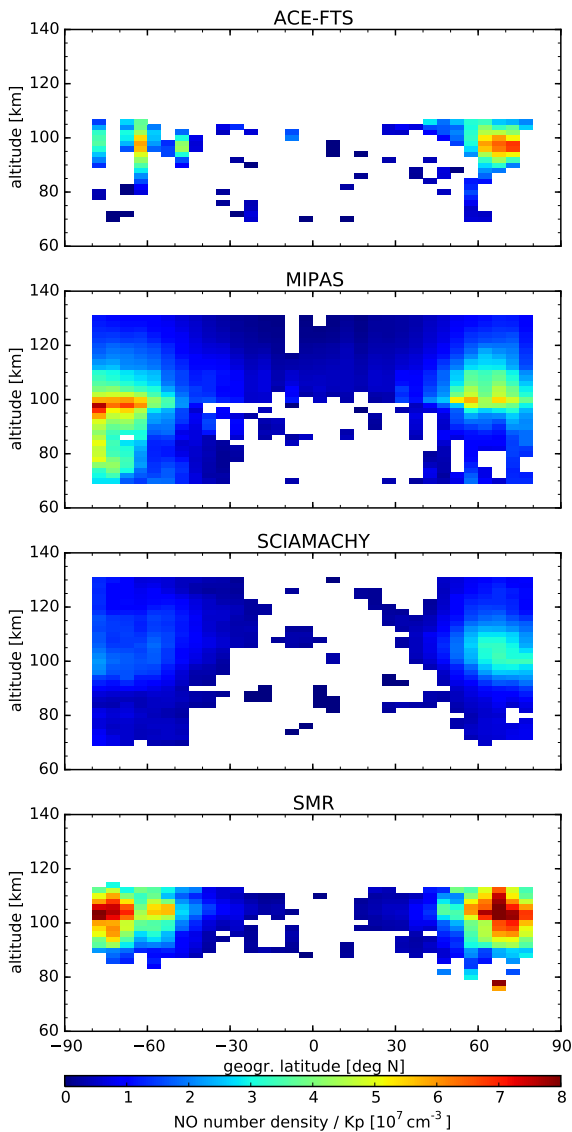 ACE-FTS
140
120
100
80
60
altitude [km]
MIPAS
140
120
100
80
60
altitude [km]
SCIAMACHY
140
120
100
80
60
altitude [km]
SMR
140
120
100
80
60
altitude [km]
−90 −60 −30 0 30 60 90
geogr. latitude [deg N]
0 1 2 3 4 5 6 7 8
NO number density / Kp [10⁷ cm⁻³ ]